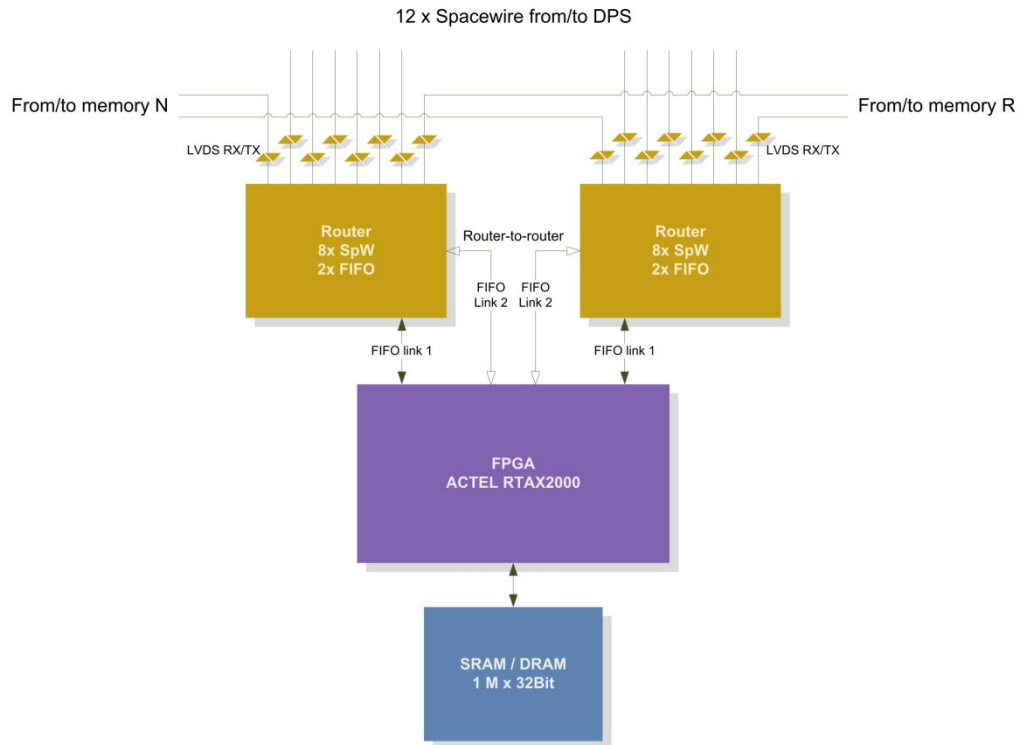 12 x Spacewire from/to DPS
From/to memory N
From/to memory R
LVDS RX/TX
LVDS RX/TX
Router
8x SpW
2x FIFO
Router-to-router
Router
8x SpW
2x FIFO
FIFO
Link 2
FIFO
Link 2
FIFO link 1
FIFO link 1
FPGA
ACTEL RTAX2000
SRAM / DRAM
1 M x 32Bit